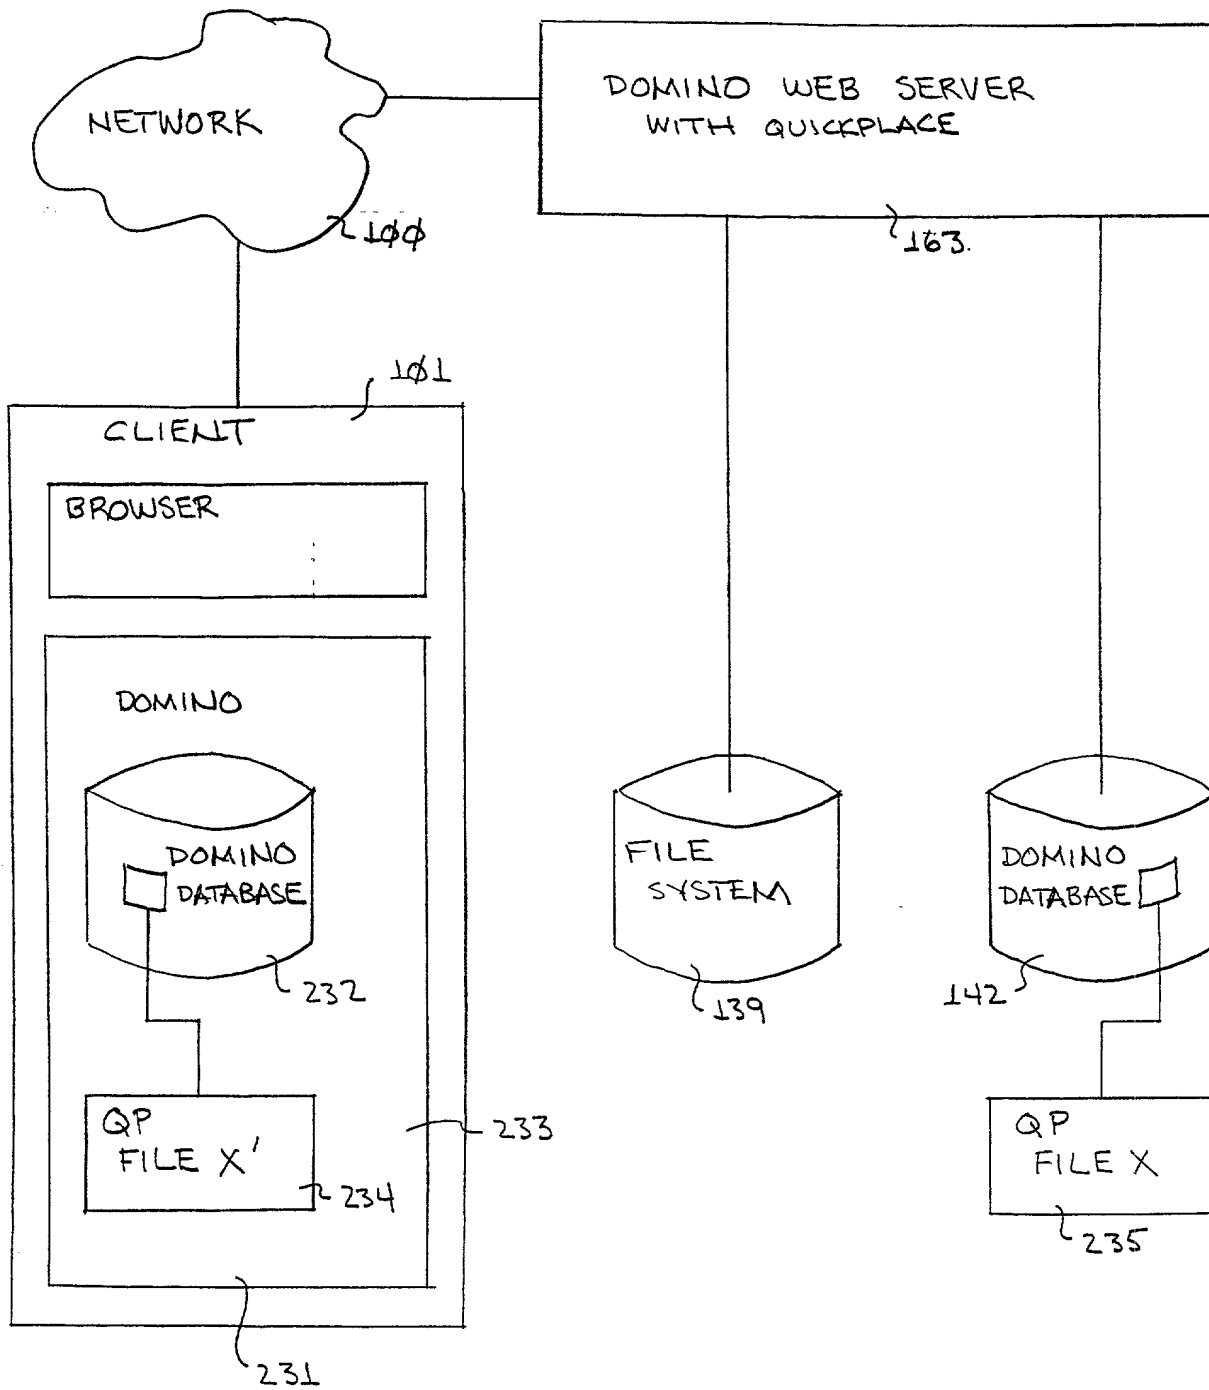 NETWORK
100
DOMINO WEB SERVER
WITH QUICKPLACE
163.
101
CLIENT
BROWSER
DOMINO
DOMINO
DATABASE
232
QP
FILE X'
234
233
231
FILE
SYSTEM
139
DOMINO
DATABASE
142
QP
FILE X
235